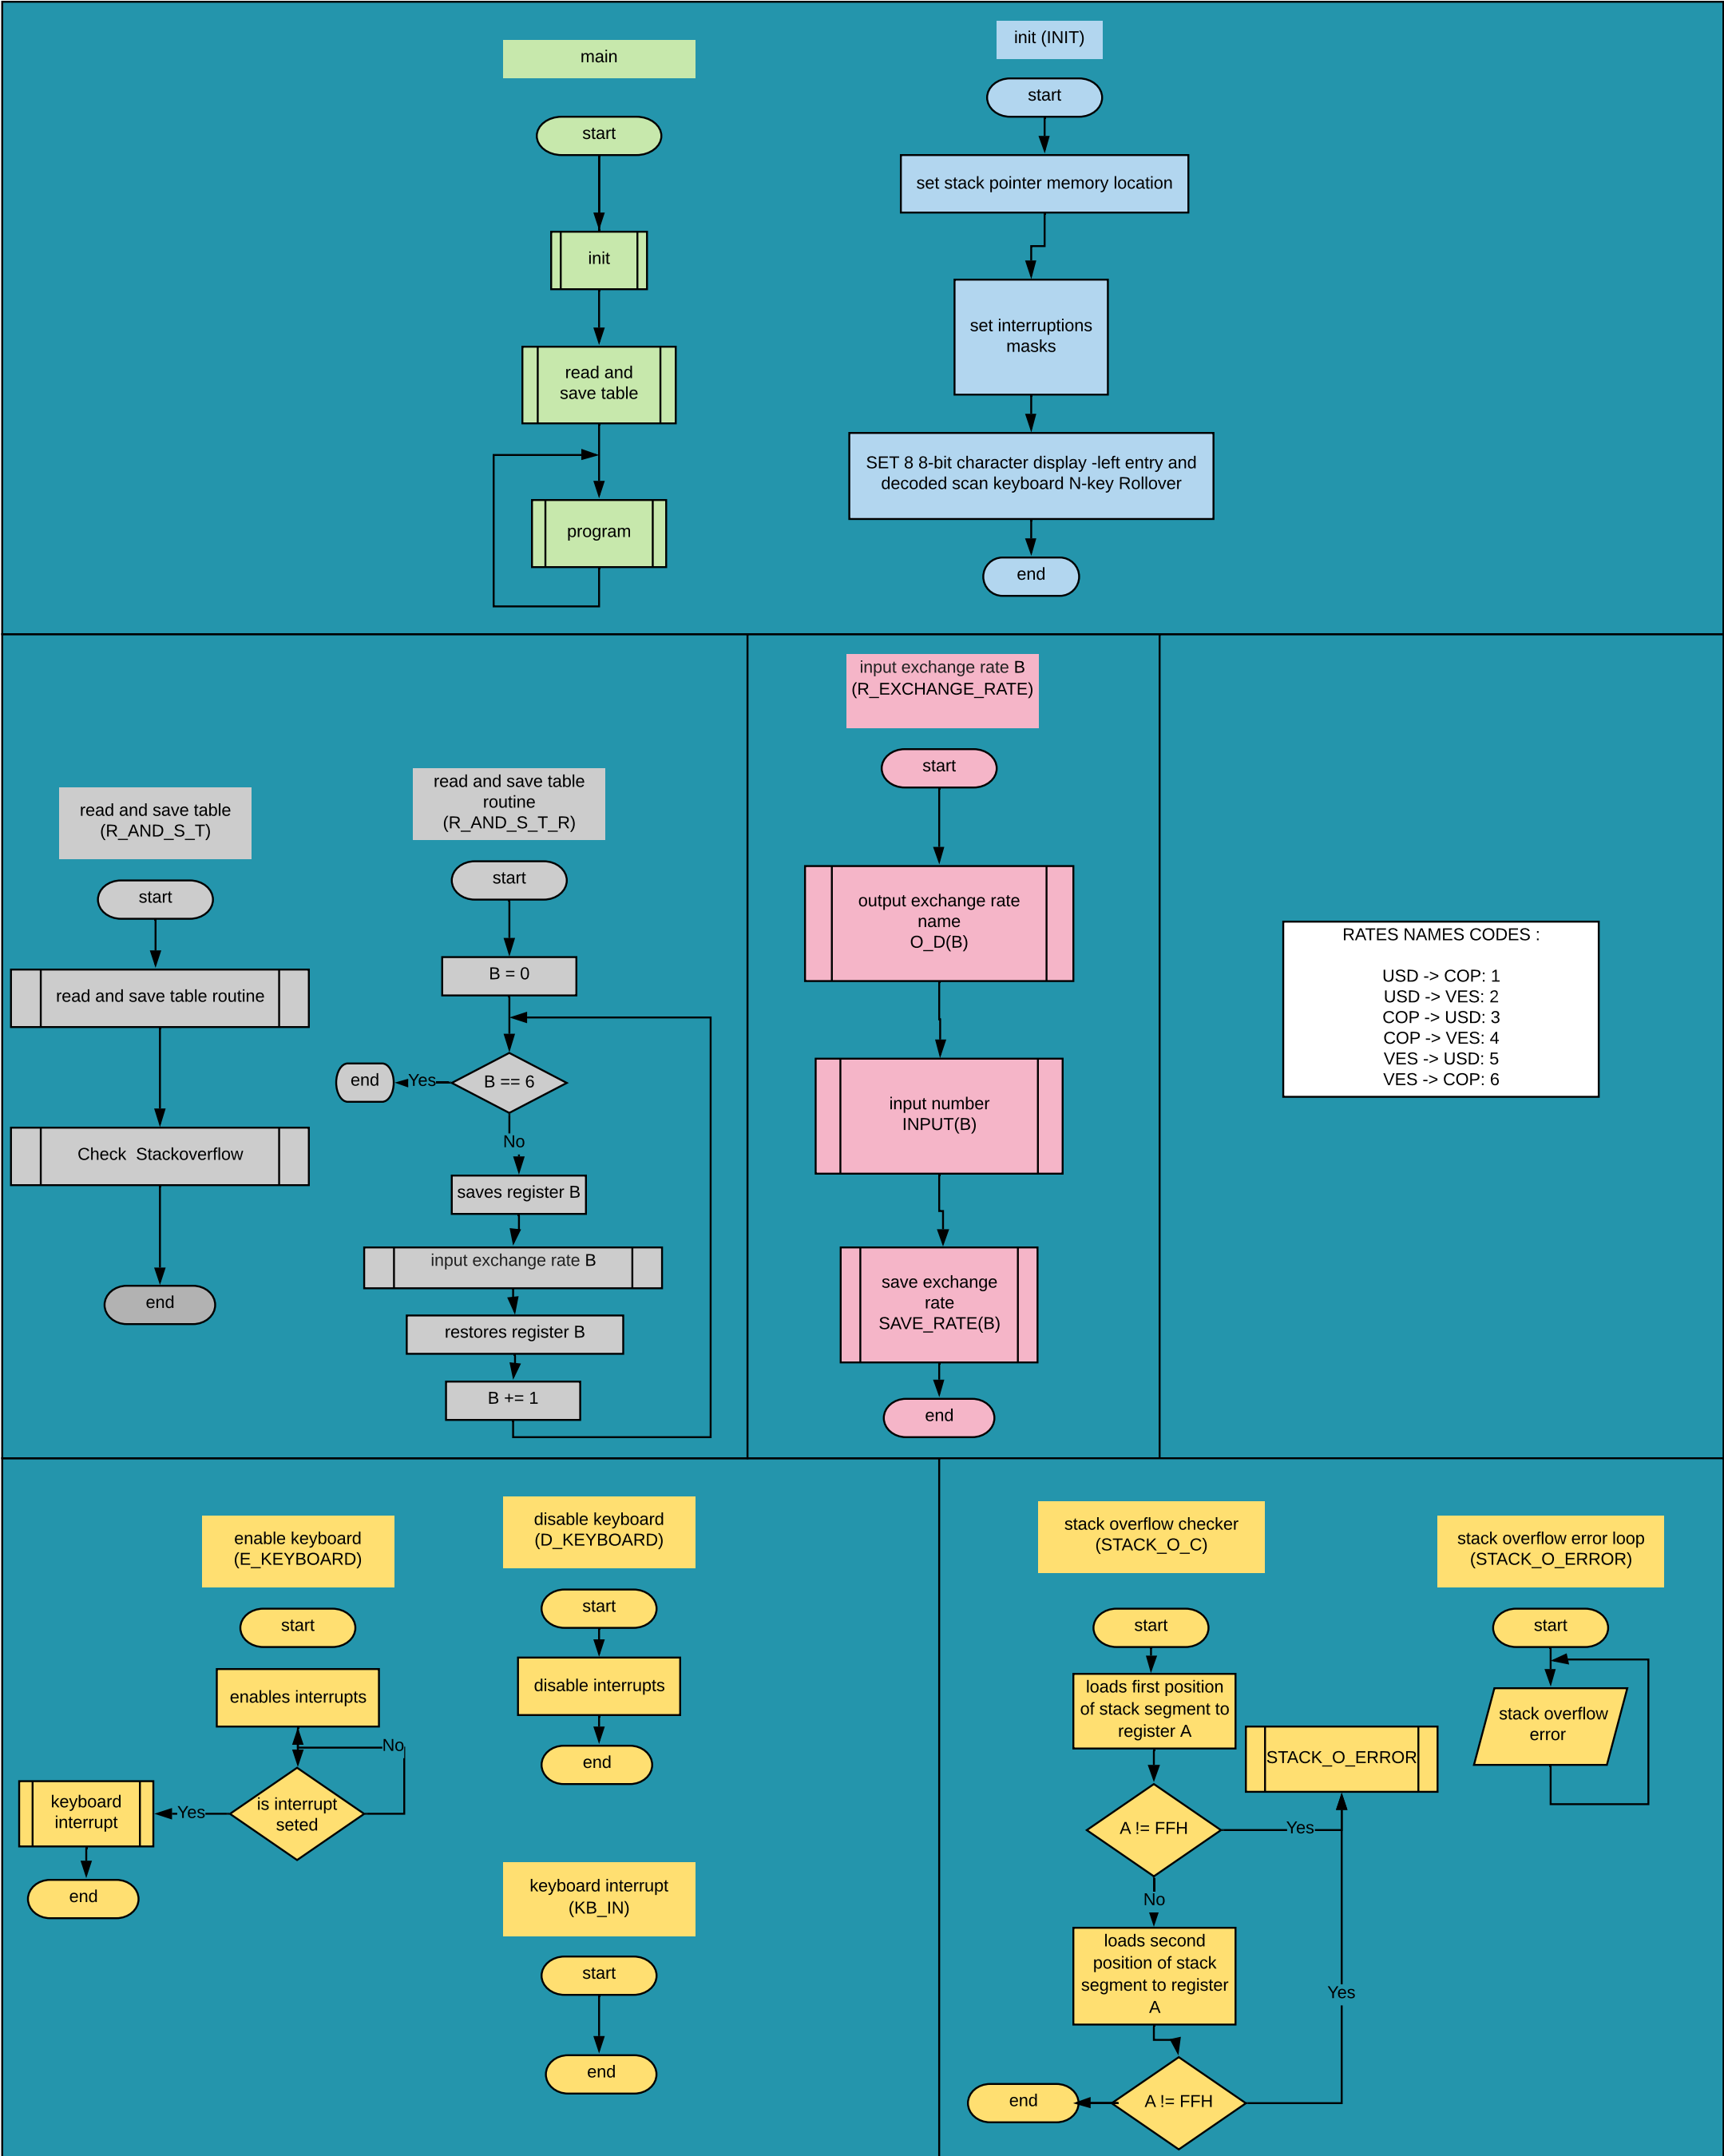 main
start
init
read and
save table
program
init (INIT)
start
set stack pointer memory location
set interruptions
masks
SET 8 8-bit character display -left entry and
decoded scan keyboard N-key Rollover
end
read and save table
(R_AND_S_T)
start
read and save table routine
Check  Stackoverflow
end
read and save table
routine
(R_AND_S_T_R)
start
B = 0
B == 6
Yes
end
No
saves register B
input exchange rate B
restores register B
B += 1
input exchange rate B
(R_EXCHANGE_RATE)
start
output exchange rate
name
O_D(B)
input number
INPUT(B)
save exchange
rate
SAVE_RATE(B)
end
RATES NAMES CODES :
USD -> COP: 1
USD -> VES: 2
COP -> USD: 3
COP -> VES: 4
VES -> USD: 5
VES -> COP: 6
enable keyboard
(E_KEYBOARD)
start
enables interrupts
No
is interrupt
seted
Yes
keyboard
interrupt
end
disable keyboard
(D_KEYBOARD)
start
disable interrupts
end
keyboard interrupt
(KB_IN)
start
end
stack overflow checker
(STACK_O_C)
start
loads first position
of stack segment to
register A
A != FFH
Yes
STACK_O_ERROR
No
loads second
position of stack
segment to register
A
Yes
A != FFH
end
stack overflow error loop
(STACK_O_ERROR)
start
stack overflow
error